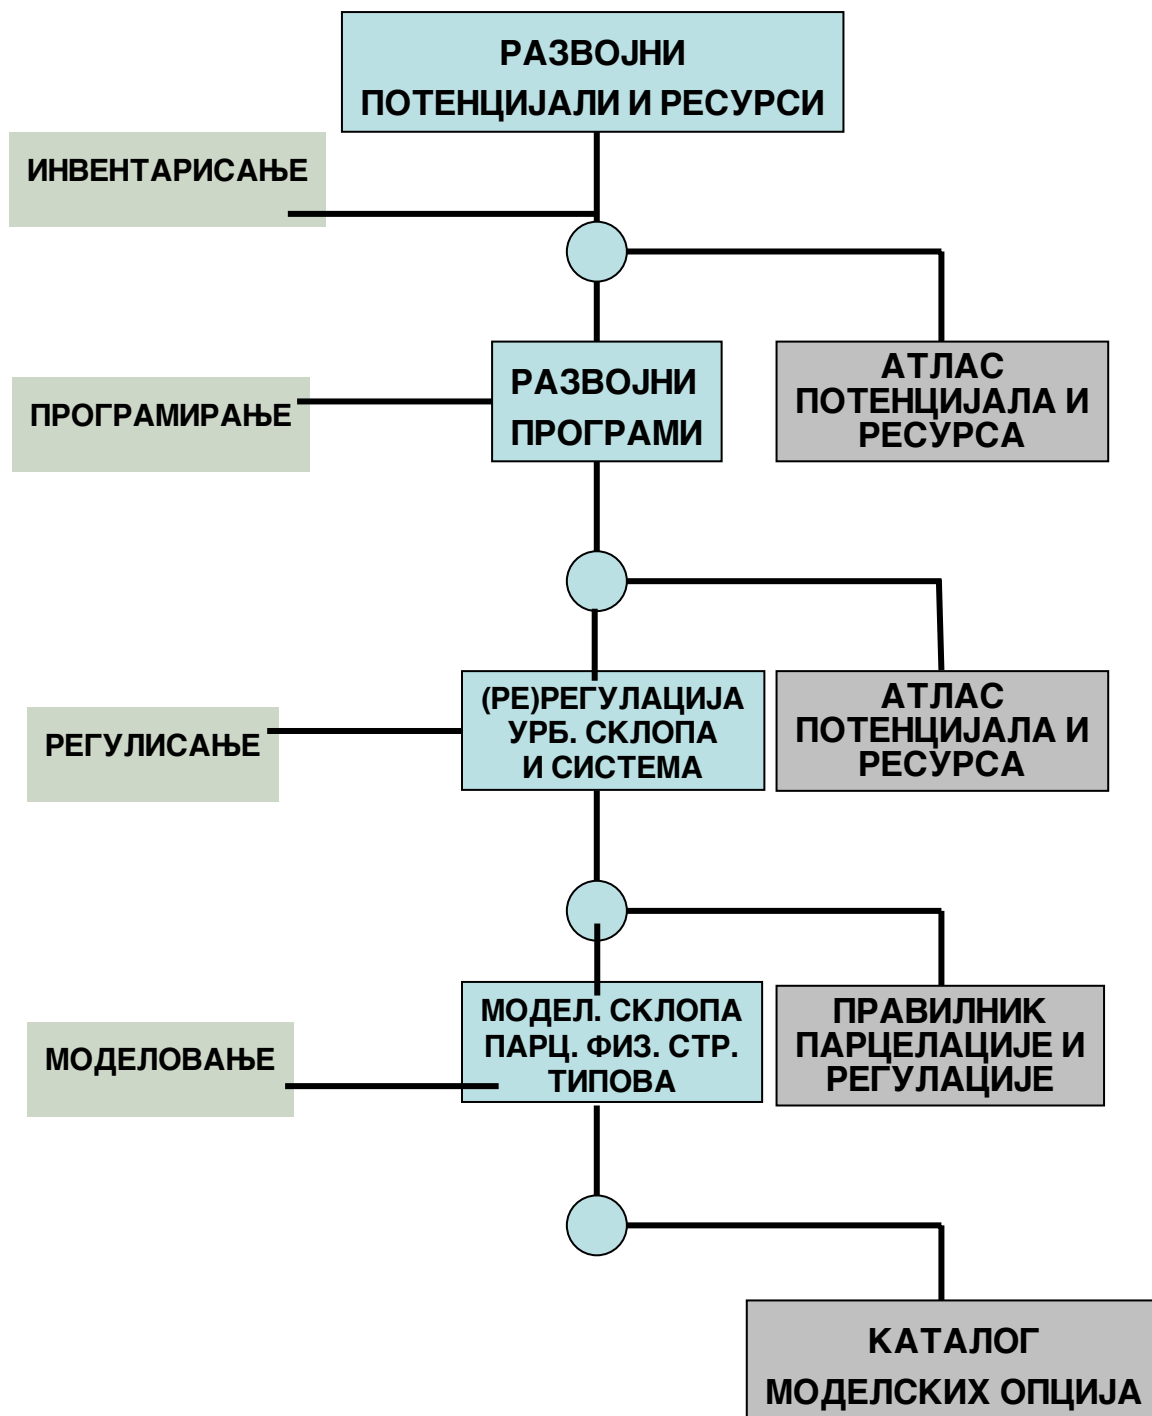 РАЗВОЈНИ
ПОТЕНЦИЈАЛИ И РЕСУРСИ
ИНВЕНТАРИСАЊЕ
ПРОГРАМИРАЊЕ
РАЗВОЈНИ
ПРОГРАМИ
АТЛАС
ПОТЕНЦИЈАЛА И
РЕСУРСА
РЕГУЛИСАЊЕ
(РЕ)РЕГУЛАЦИЈА
УРБ. СКЛОПА
И СИСТЕМА
АТЛАС
ПОТЕНЦИЈАЛА И
РЕСУРСА
МОДЕЛОВАЊЕ
МОДЕЛ. СКЛОПА
ПАРЦ. ФИЗ. СТР.
ТИПОВА
ПРАВИЛНИК
ПАРЦЕЛАЦИЈЕ И
РЕГУЛАЦИЈЕ
КАТАЛОГ
МОДЕЛСКИХ ОПЦИЈА